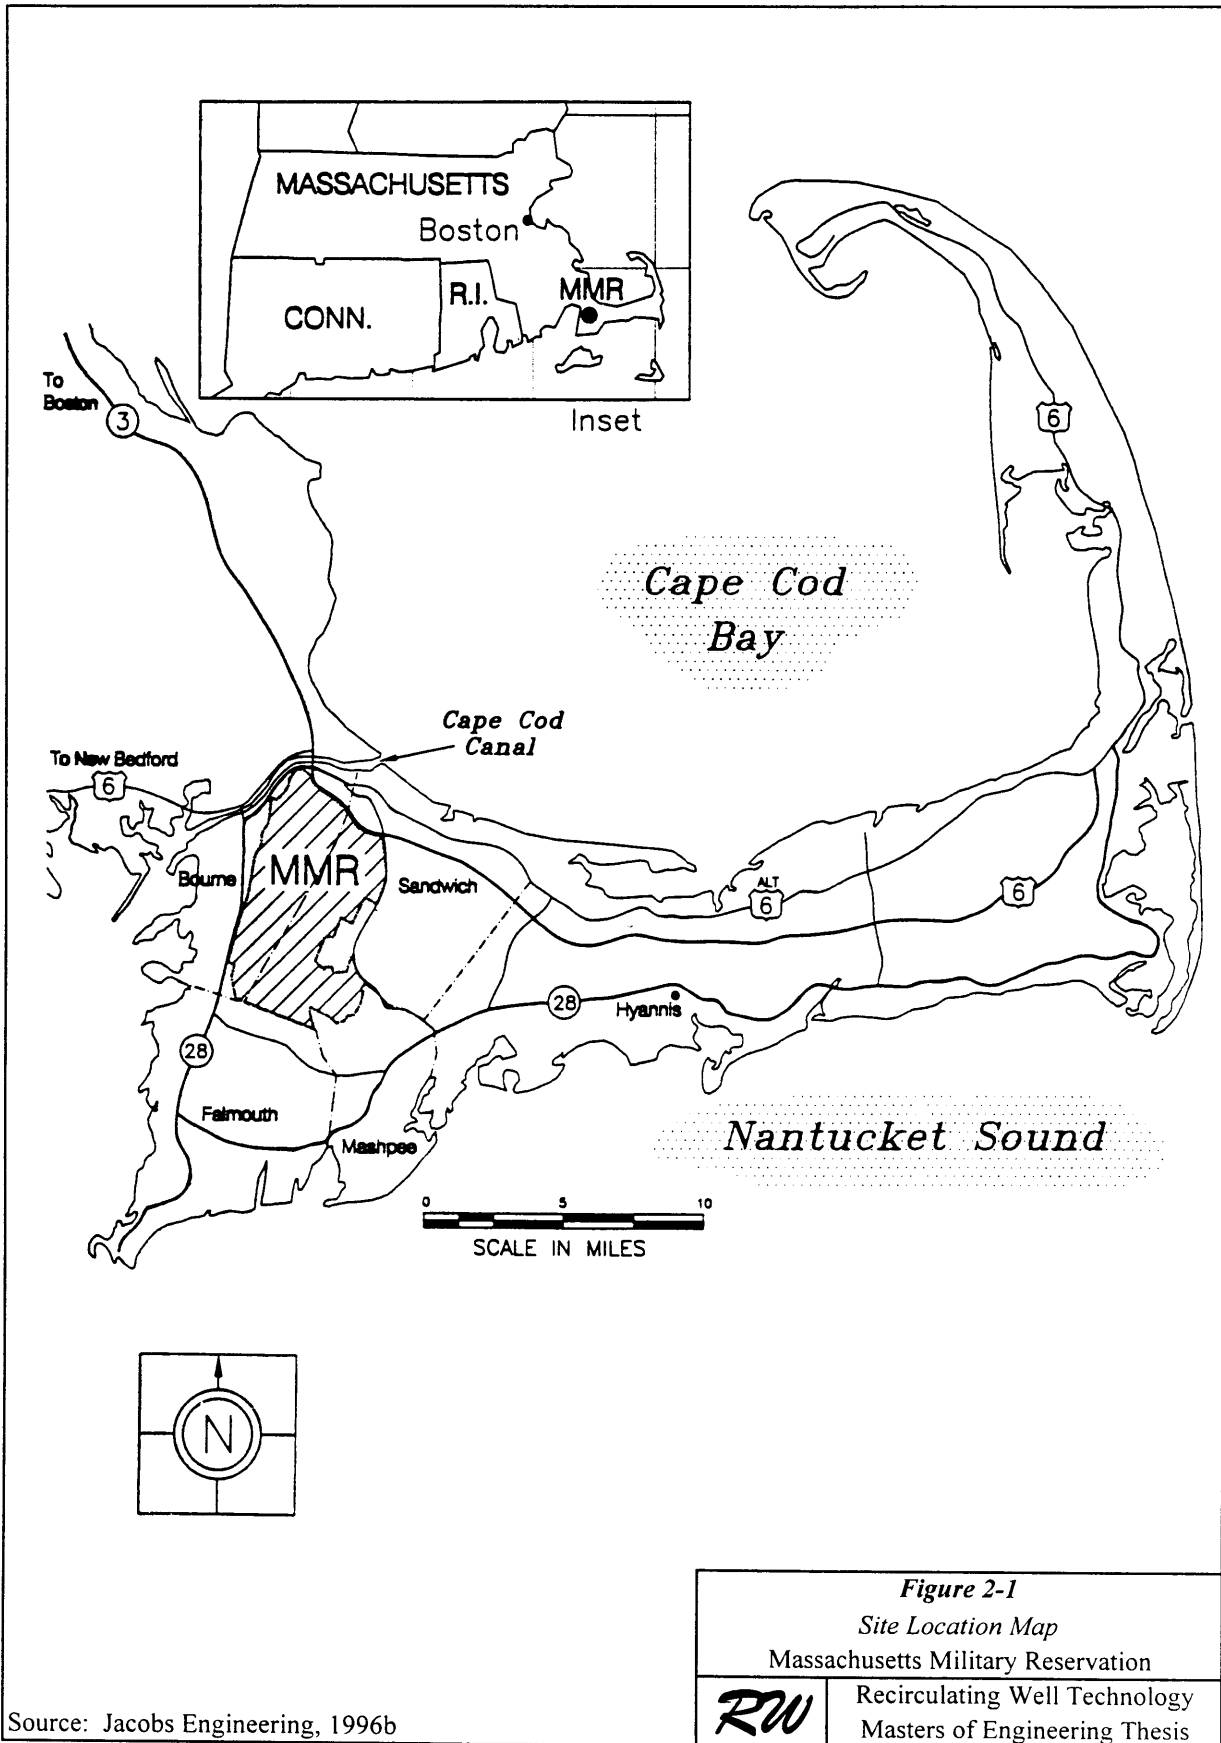 MASSACHUSETTS
Boston
R.I.
MMR
CONN.
Inset
To
Boston
3
6
Cape Cod
Bay
Cape Cod
Canal
To New Bedford
6
MMR
Bourne
Sandwich
ALT
6
6
28
Hyannis
28
Falmouth
Mashpee
Nantucket Sound
0 5 10
SCALE IN MILES
N
Figure 2-1
Site Location Map
Massachusetts Military Reservation
RW
Recirculating Well Technology
Masters of Engineering Thesis
Source: Jacobs Engineering, 1996b